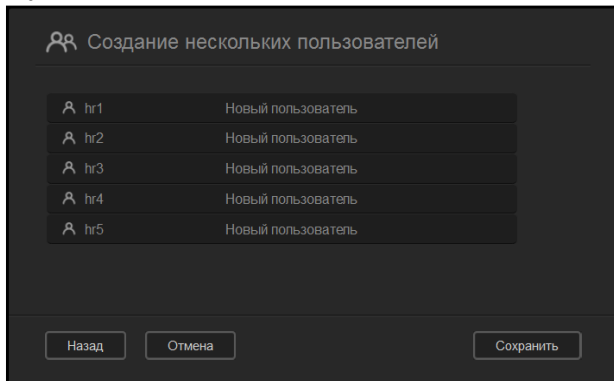 Создание нескольких пользователей
hr1 Новый пользователь
hr2 Новый пользователь
hr3 Новый пользователь
hr4 Новый пользователь
hr5 Новый пользователь
Назад Отмена Сохранить